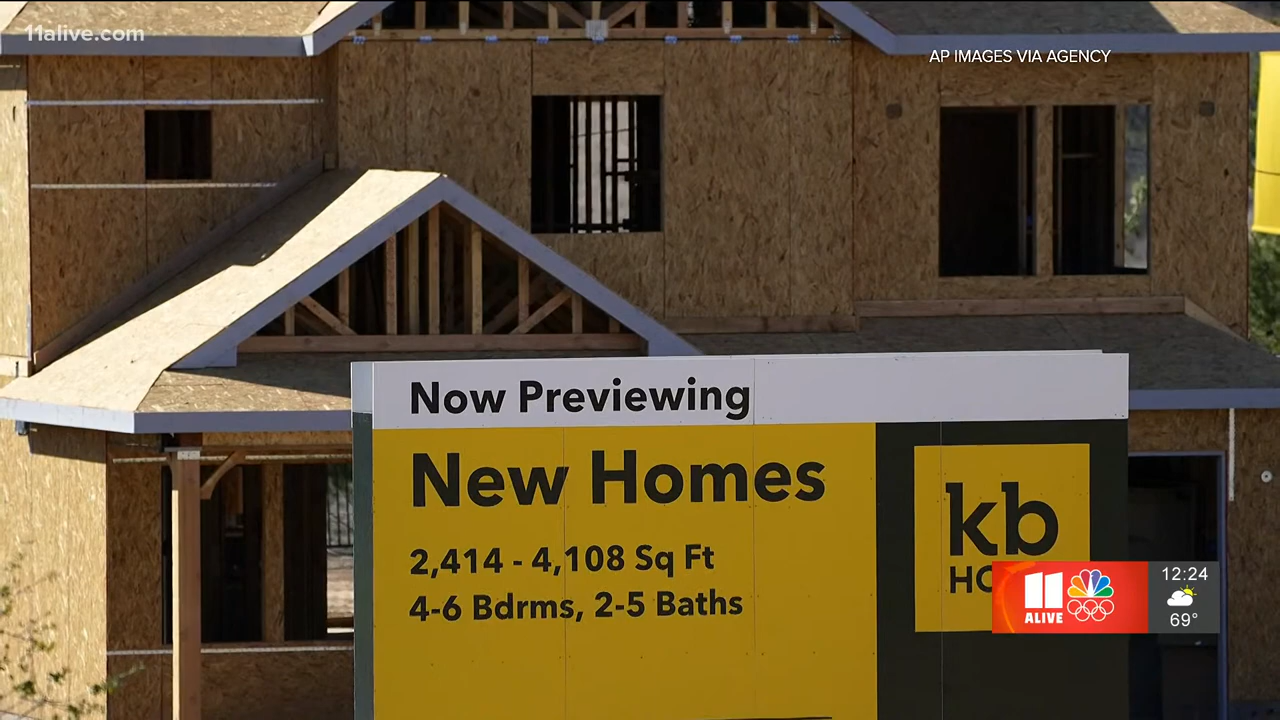 11alive.com
AP IMAGES VIA AGENCY
Now Previewing
New Homes
2,414 - 4,108 Sq Ft
4-6 Bdrms, 2-5 Baths
kb
11
ALIVE
12:24
69°